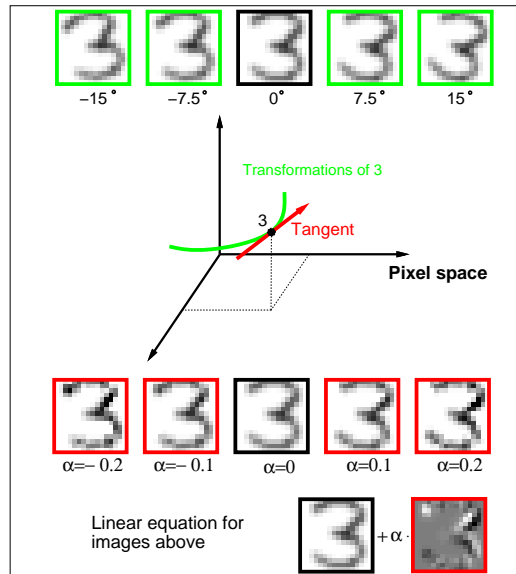 −15° −7.5° 0° 7.5° 15°
Transformations of 3
3
Tangent
Pixel space
α=− 0.2 α=− 0.1 α=0 α=0.1 α=0.2
Linear equation for
images above
+ α ·